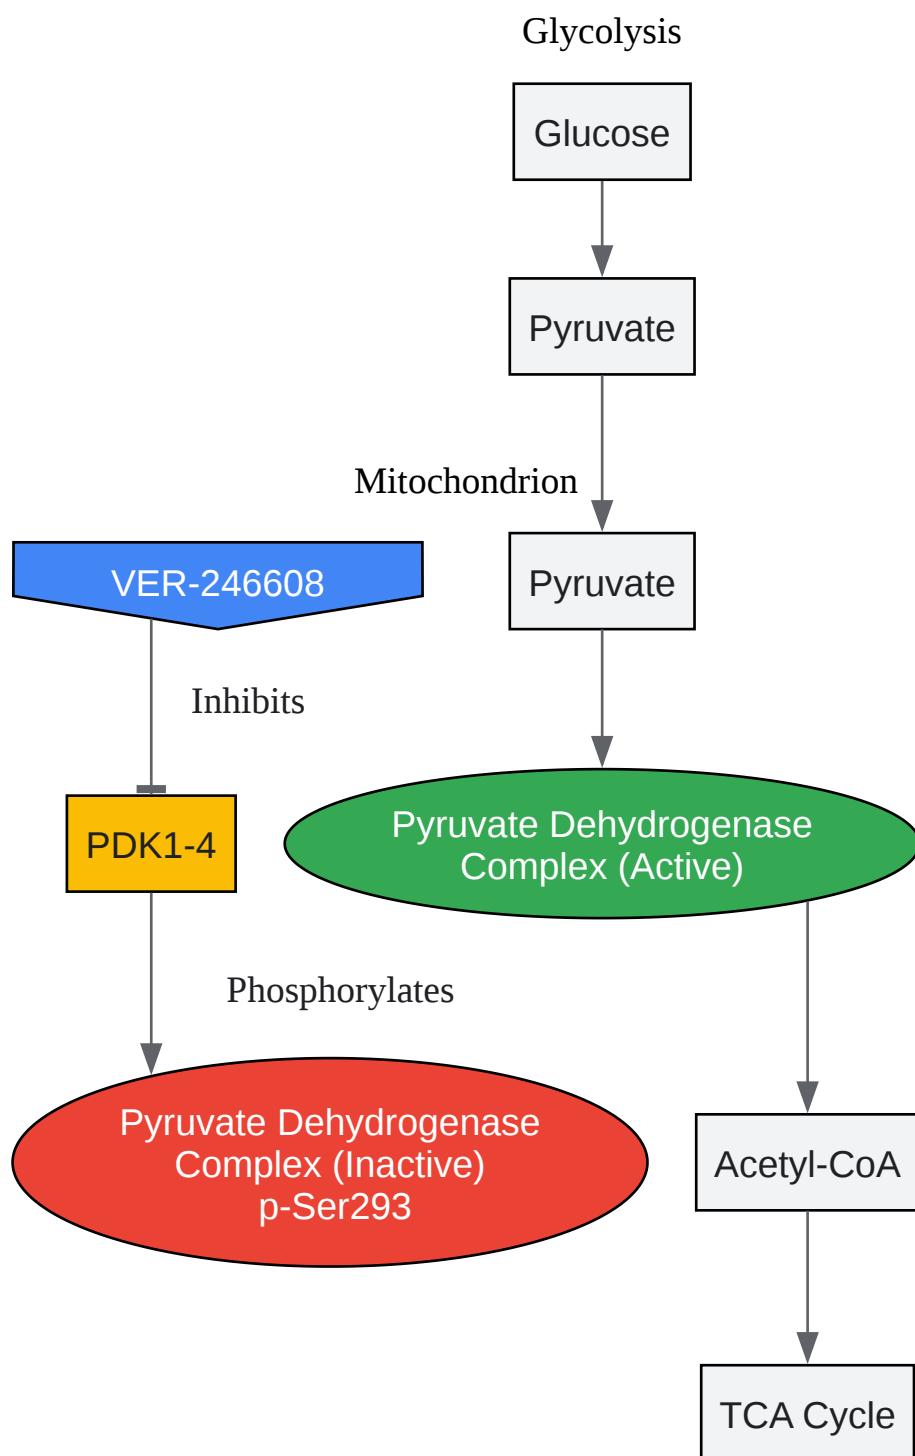 Glycolysis
Glucose
Pyruvate
Mitochondrion
Pyruvate
VER-246608
Inhibits
PDK1-4
Pyruvate Dehydrogenase
Complex (Active)
Phosphorylates
Pyruvate Dehydrogenase
Complex (Inactive)
p-Ser293
Acetyl-CoA
TCA Cycle